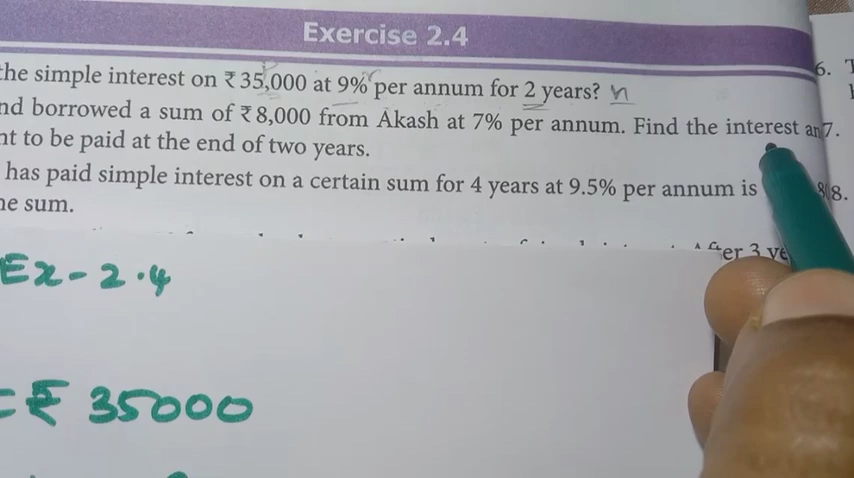 Exercise 2.4
the simple interest on ₹ 35,000 at 9% per annum for 2 years? n
nd borrowed a sum of ₹ 8,000 from Akash at 7% per annum. Find the interest an
nt to be paid at the end of two years.
has paid simple interest on a certain sum for 4 years at 9.5% per annum is
he sum.
6.
7.
8.
ter 3 ye
Ex - 2.4
= ₹ 35000